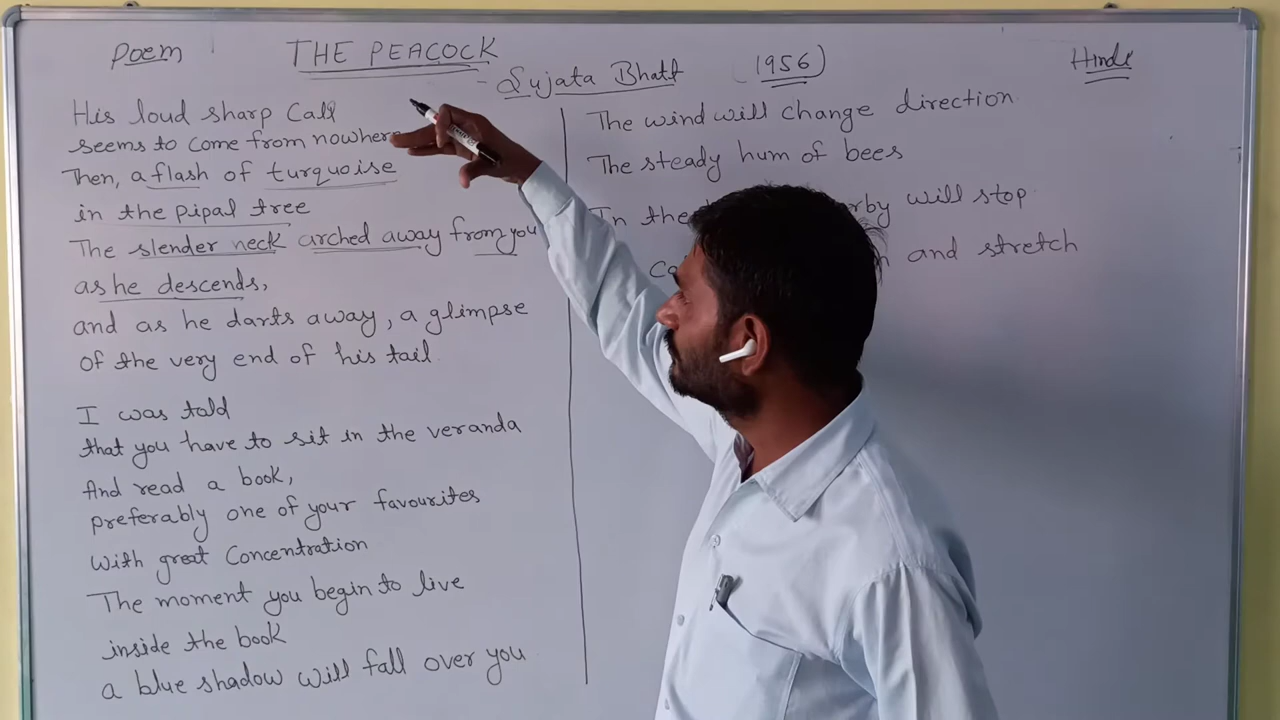 Poem
THE PEACOCK
- Sujata Bhatt (1956)
Hindi
His loud sharp Call
seems to Come from nowhere
Then, a flash of turquoise
in the pipal tree
The slender neck arched away from you
as he descends,
and as he darts away, a glimpse
of the very end of his tail.
I was told
that you have to sit in the veranda
And read a book,
preferably one of your favourites
With great Concentration
The moment you begin to live
inside the book
a blue shadow will fall over you
The wind will change direction
The steady hum of bees
In the will stop
and stretch